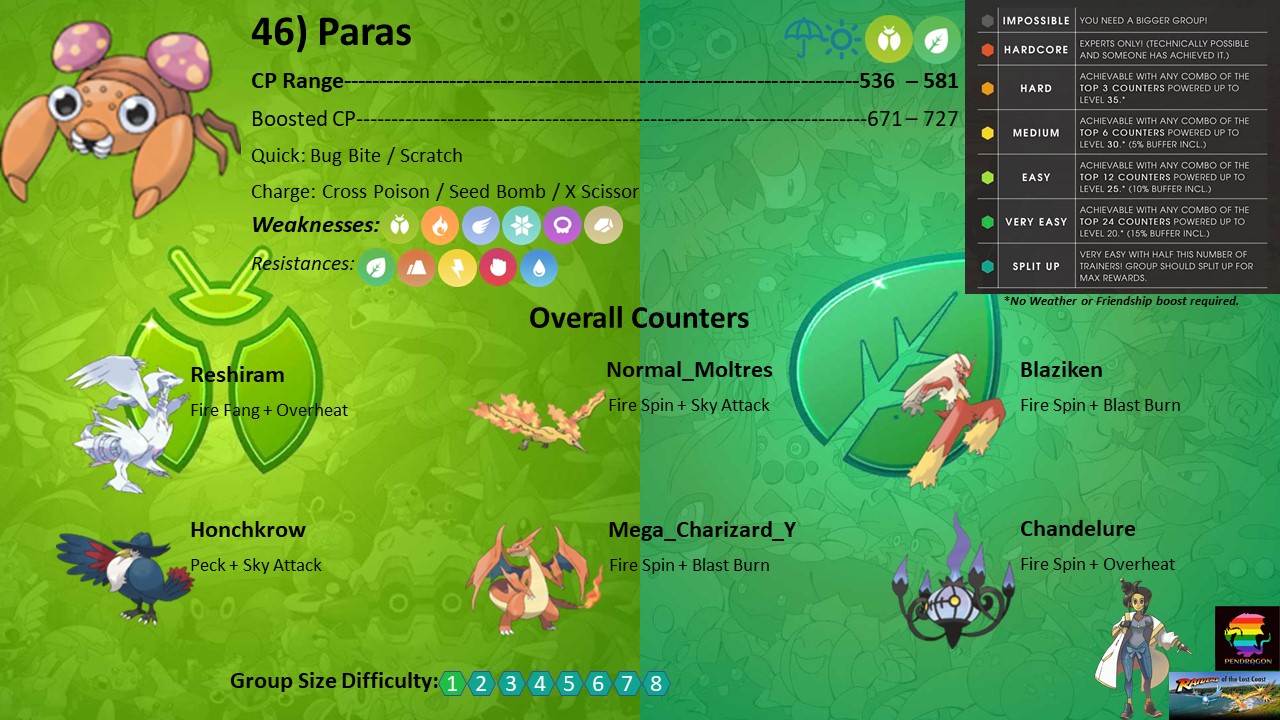 46) Paras
CP Range---536 – 581
Boosted CP---671 – 727
Quick: Bug Bite / Scratch
Charge: Cross Poison / Seed Bomb / X Scissor
Weaknesses:
Resistances:
IMPOSSIBLE YOU NEED A BIGGER GROUP!
HARDCORE EXPERTS ONLY! (TECHNICALLY POSSIBLE
AND SOMEONE HAS ACHIEVED IT.)
HARD ACHIEVABLE WITH ANY COMBO OF THE
TOP 3 COUNTERS POWERED UP TO
LEVEL 35.*
MEDIUM ACHIEVABLE WITH ANY COMBO OF THE
TOP 6 COUNTERS POWERED UP TO
LEVEL 30.* (5% BUFFER INCL.)
EASY ACHIEVABLE WITH ANY COMBO OF THE
TOP 12 COUNTERS POWERED UP TO
LEVEL 25.* (10% BUFFER INCL.)
VERY EASY ACHIEVABLE WITH ANY COMBO OF THE
TOP 24 COUNTERS POWERED UP TO
LEVEL 20.* (15% BUFFER INCL.)
SPLIT UP VERY EASY WITH HALF THIS NUMBER OF
TRAINERS! GROUP SHOULD SPLIT UP FOR
MAX REWARDS.
*No Weather or Friendship boost required.
Overall Counters
Reshiram
Fire Fang + Overheat
Normal_Moltres
Fire Spin + Sky Attack
Blaziken
Fire Spin + Blast Burn
Honchkrow
Peck + Sky Attack
Mega_Charizard_Y
Fire Spin + Blast Burn
Chandelure
Fire Spin + Overheat
Group Size Difficulty: 1 2 3 4 5 6 7 8
PENDRAGON
RAIDERS of the Lost Coast